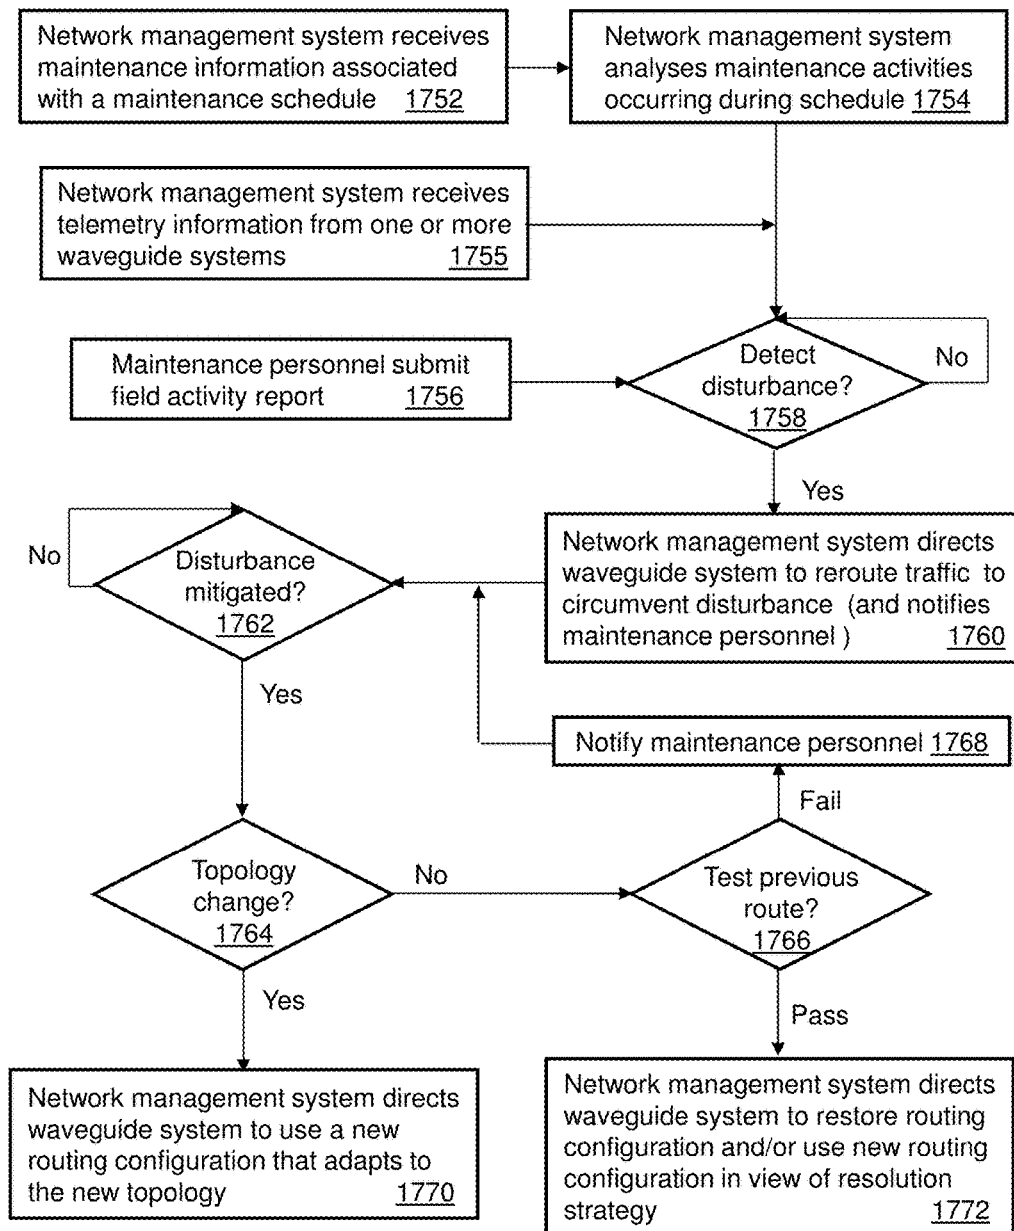 Network management system receives
maintenance information associated
with a maintenance schedule 1752
Network management system
analyses maintenance activities
occurring during schedule 1754
Network management system receives
telemetry information from one or more
waveguide systems 1755
Maintenance personnel submit
field activity report 1756
Detect
disturbance?
1758
No
Yes
Network management system directs
waveguide system to reroute traffic to
circumvent disturbance (and notifies
maintenance personnel ) 1760
No
Disturbance
mitigated?
1762
Yes
Notify maintenance personnel 1768
Fail
Topology
change?
1764
No
Test previous
route?
1766
Yes
Pass
Network management system directs
waveguide system to use a new
routing configuration that adapts to
the new topology 1770
Network management system directs
waveguide system to restore routing
configuration and/or use new routing
configuration in view of resolution
strategy 1772